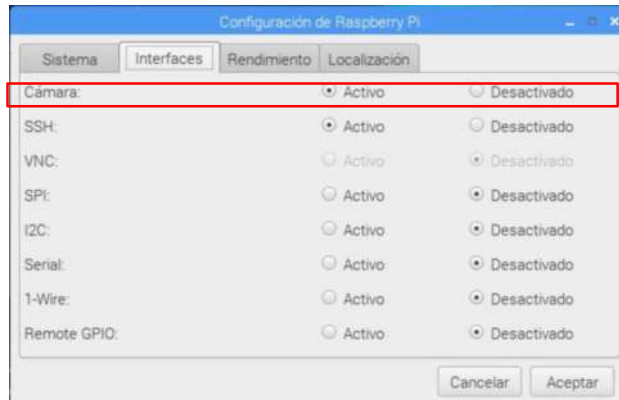 Configuración de Raspberry Pi
Sistema Interfaces Rendimiento Localización
Cámara: Activo Desactivado
SSH: Activo Desactivado
VNC: Activo Desactivado
SPI: Activo Desactivado
I2C: Activo Desactivado
Serial: Activo Desactivado
1-Wire: Activo Desactivado
Remote GPIO: Activo Desactivado
Cancelar Aceptar